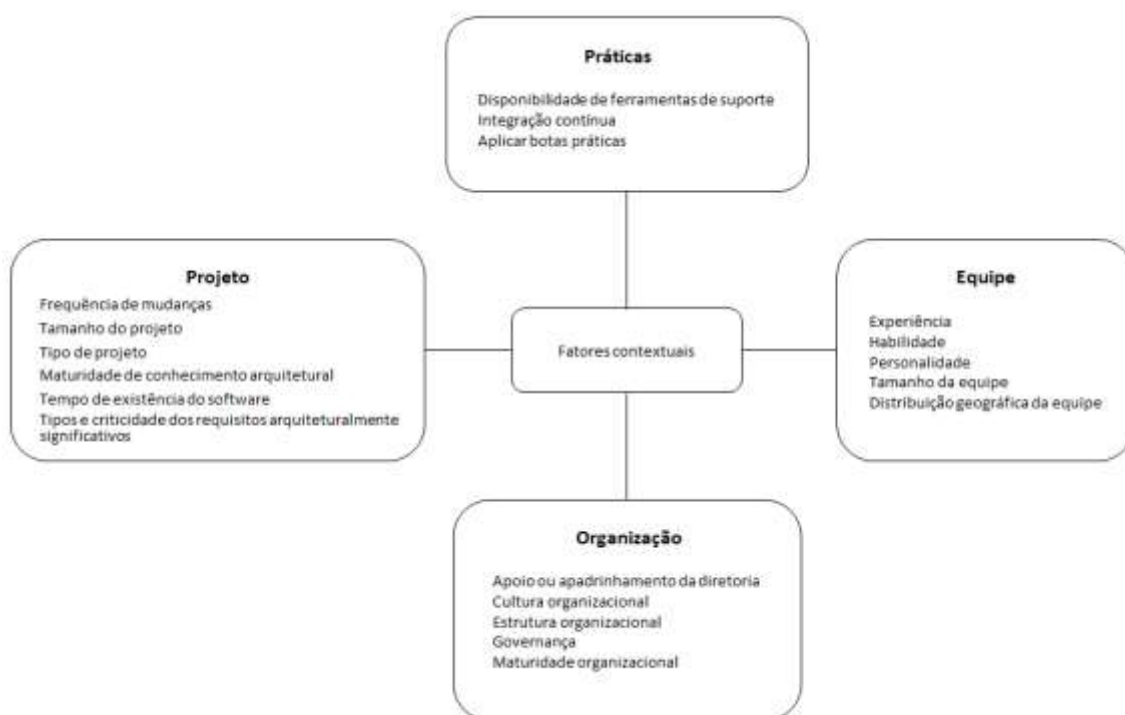 Práticas
Disponibilidade de ferramentas de suporte
Integração contínua
Aplicar botas práticas
Projeto
Frequência de mudanças
Tamanho do projeto
Tipo de projeto
Maturidade de conhecimento arquitetural
Tempo de existência do software
Tipos e criticidade dos requisitos arquiteturalmente
significativos
Fatores contextuais
Equipe
Experiência
Habilidade
Personalidade
Tamanho da equipe
Distribuição geográfica da equipe
Organização
Apoio ou apadrinhamento da diretoria
Cultura organizacional
Estrutura organizacional
Governança
Maturidade organizacional